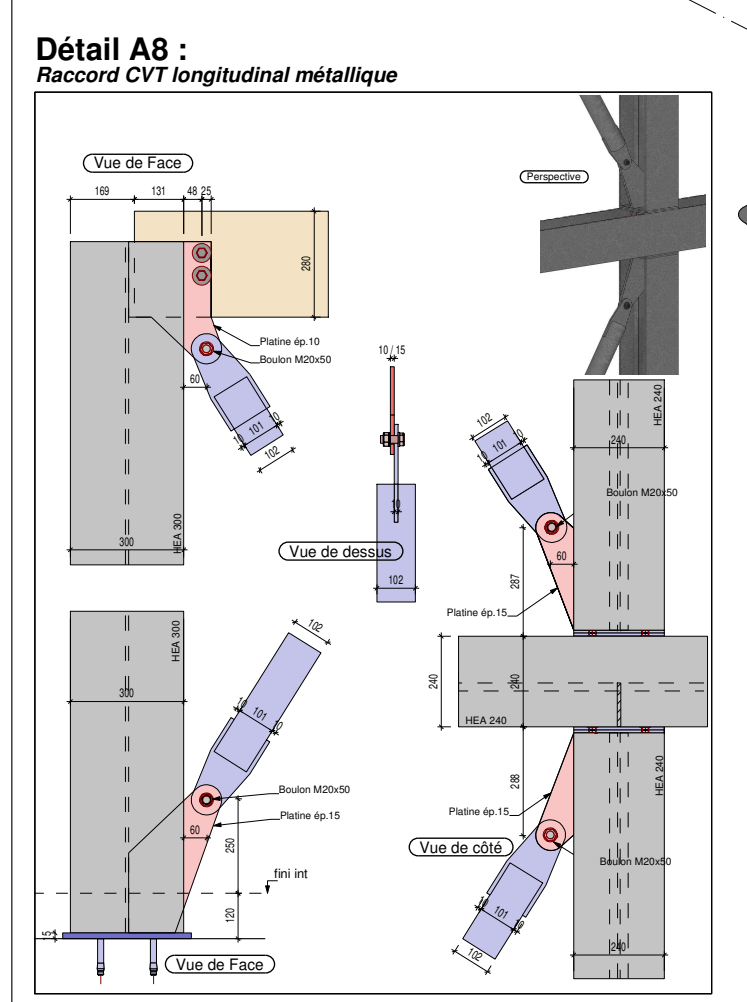 Détail A8 :
Raccord CVT longitudinal métallique
Vue de Face
169 131 48 25
280
Platine ép.10
Boulon M20x50
60
10 101 10
102
300
HEA 300
Perspective
10 / 15
10
Vue de dessus
102
102
10 101 10
HEA 240
240
Boulon M20x50
60
287
Platine ép.15
240
240
HEA 240
288
HEA 240
Platine ép.15
Vue de côté
Boulon M20x50
10 101 10
102
240
HEA 300
102
300
10 101 10
Boulon M20x50
Platine ép.15
60
250
fini int
120
15
Vue de Face